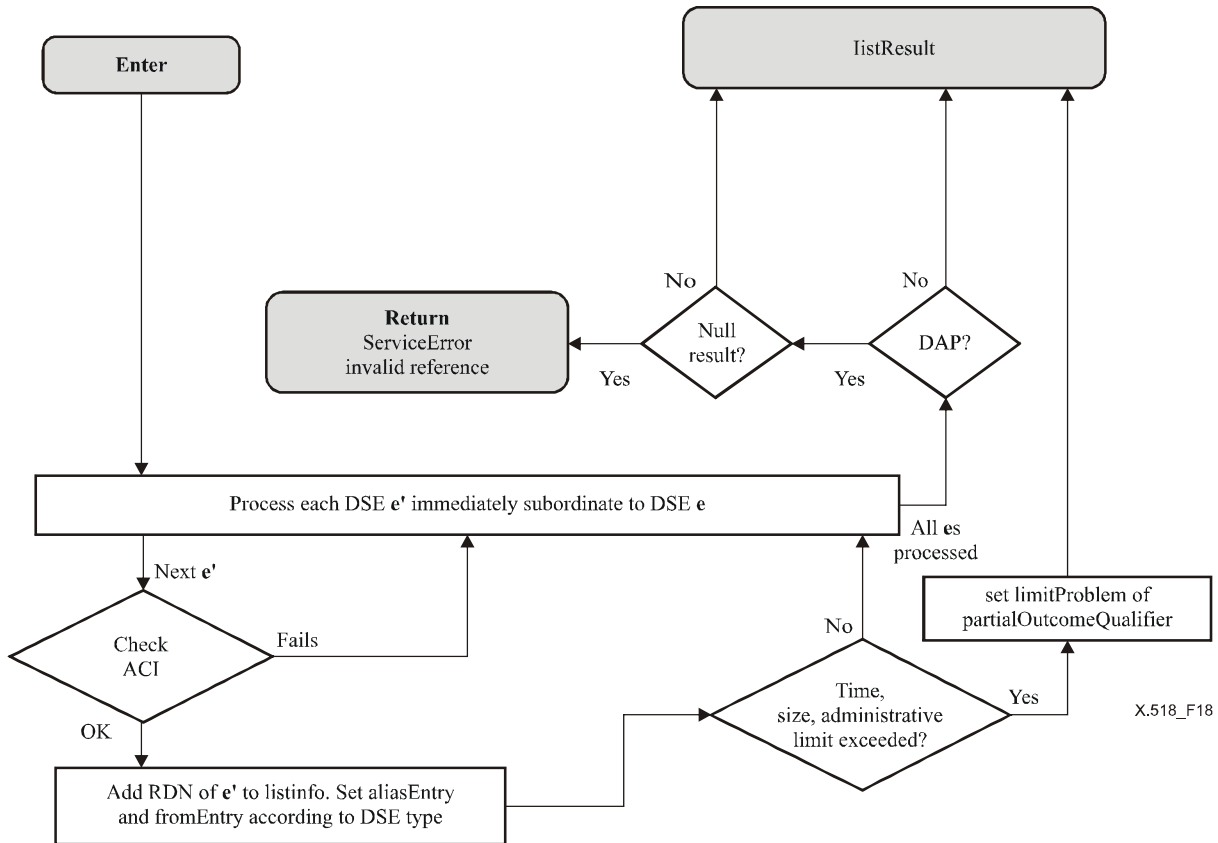 Enter
listResult
No
No
Return
ServiceError
invalid reference
Null
result?
DAP?
Yes
Yes
Process each DSE e' immediately subordinate to DSE e
All es
processed
Next e'
set limitProblem of
partialOutcomeQualifier
Check
ACI
Fails
No
Time,
size, administrative
limit exceeded?
Yes
X.518_F18
OK
Add RDN of e' to listinfo. Set aliasEntry
and fromEntry according to DSE type